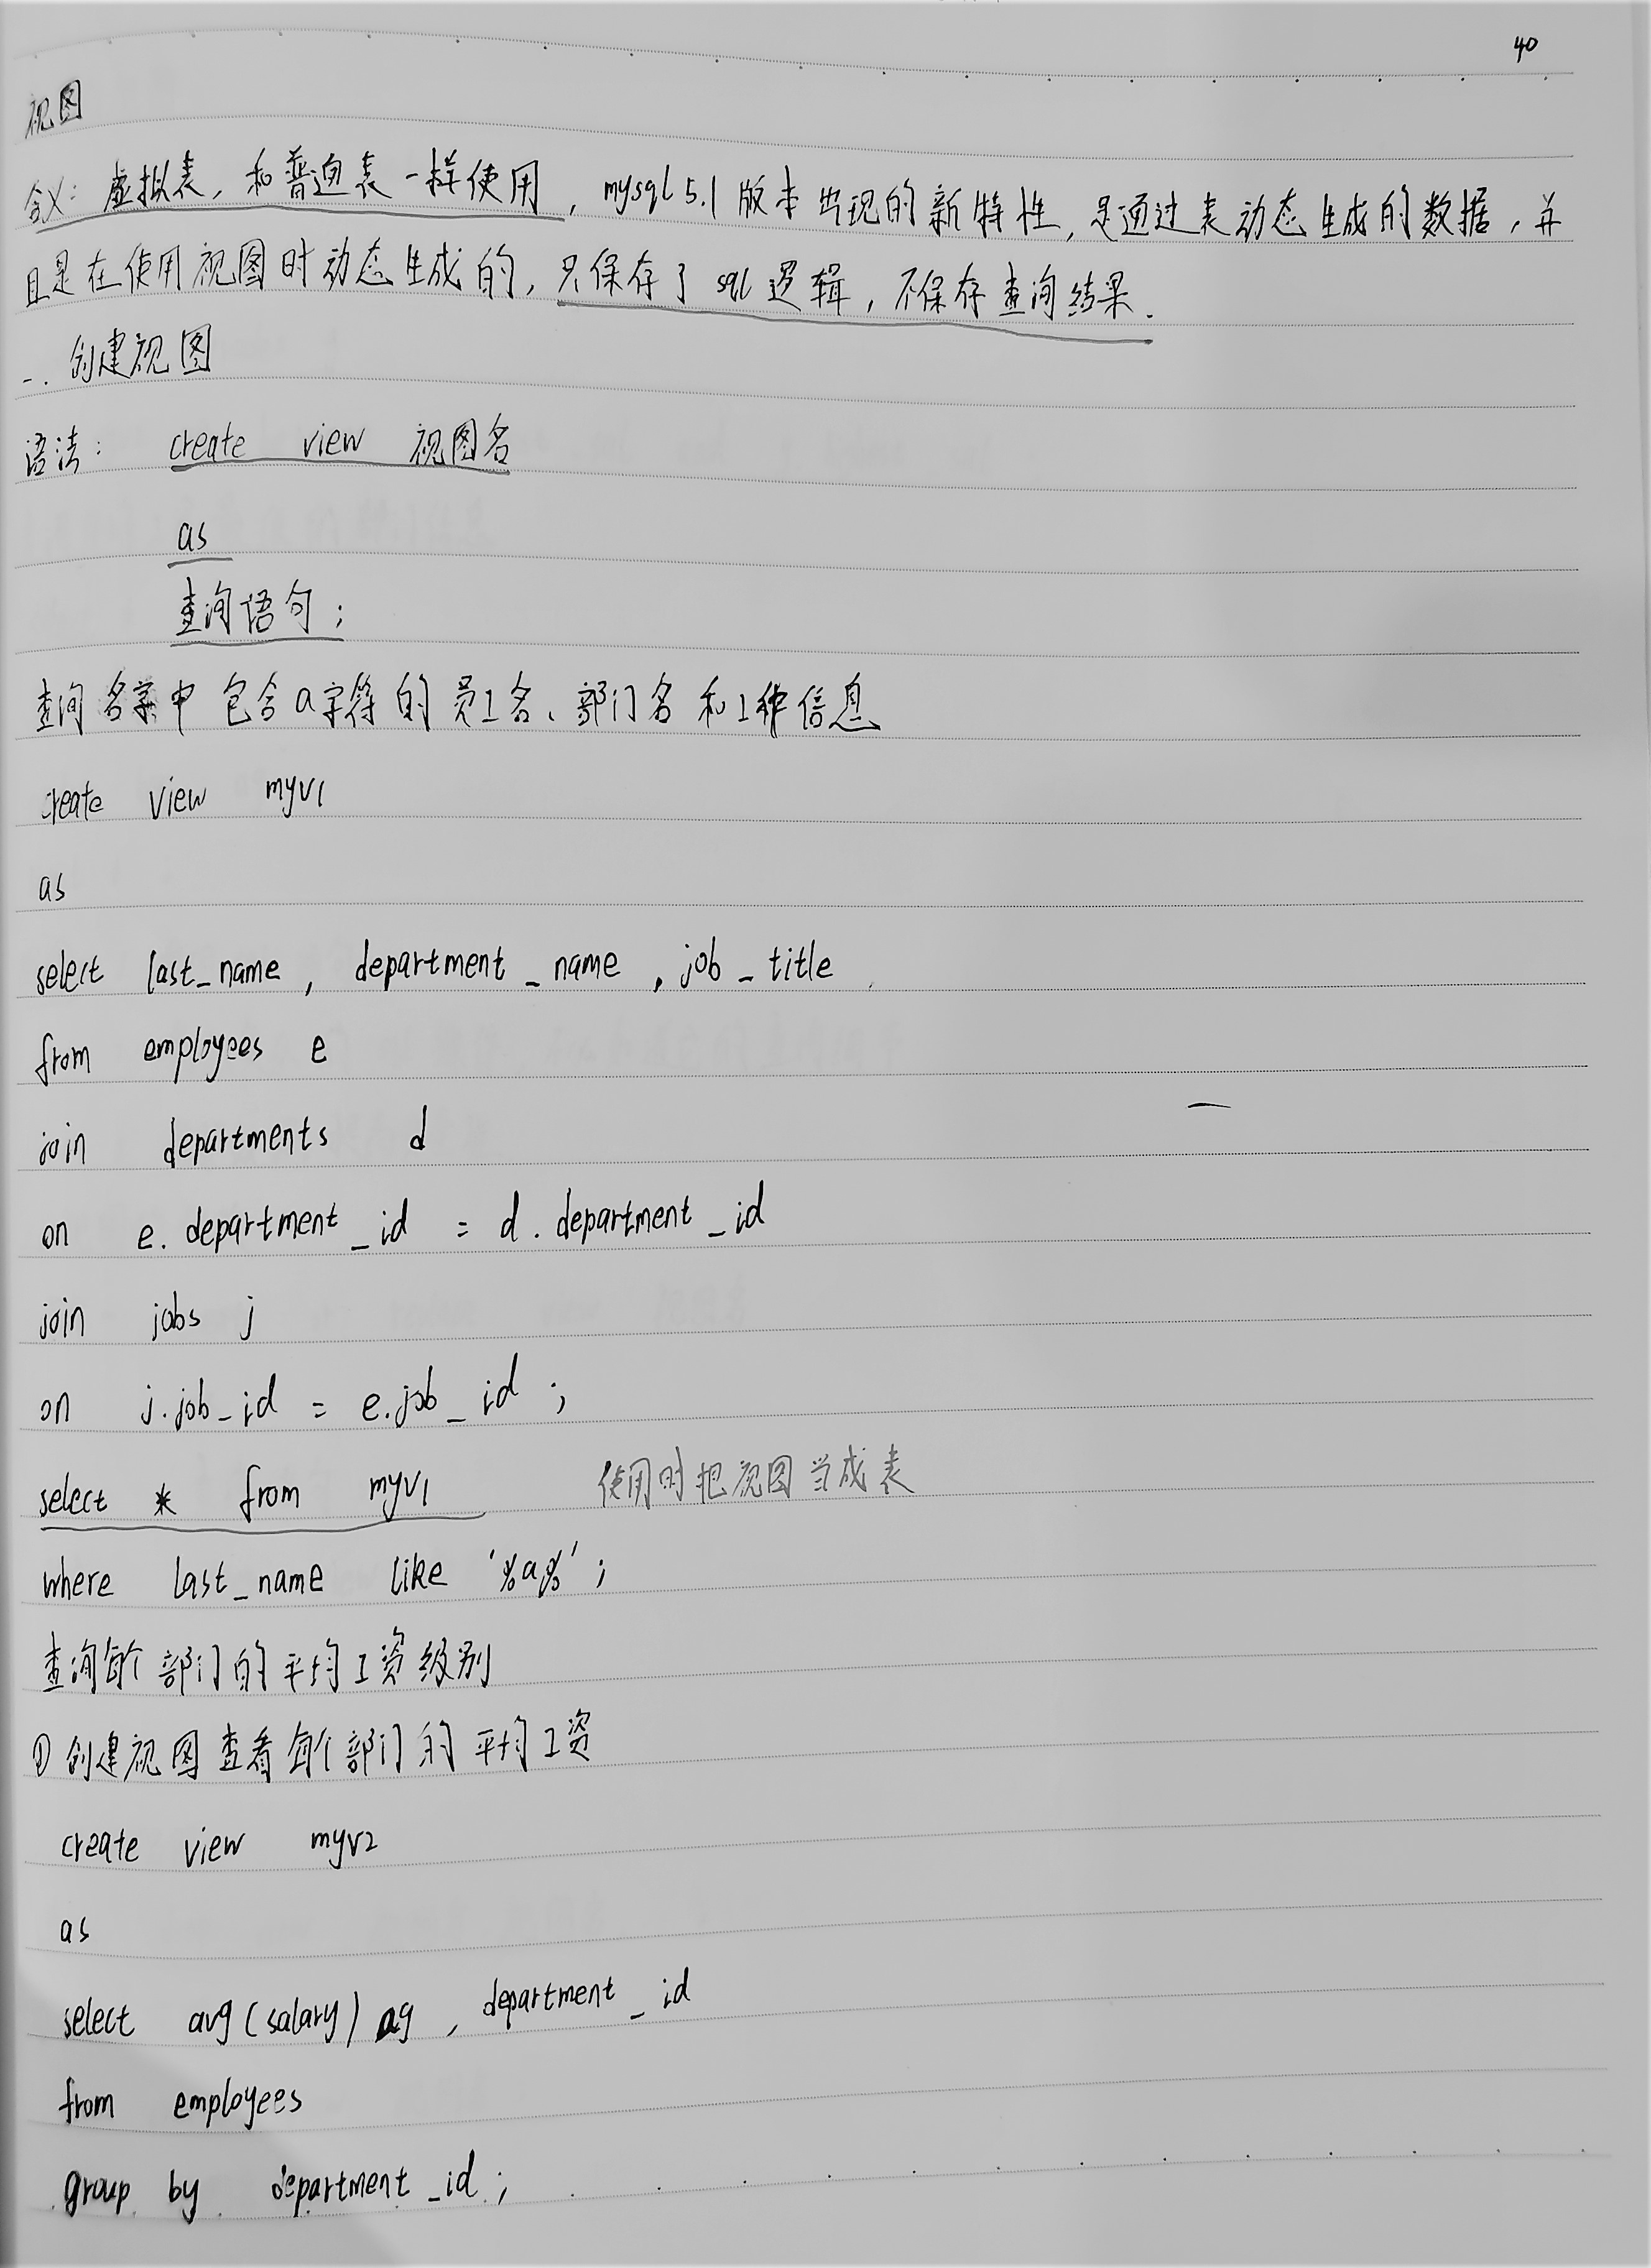 40
视图
含义: 虚拟表, 和普通表一样使用, mysql 5.1 版本出现的新特性, 是通过表动态生成的数据, 并
且是在使用视图时动态生成的, 只保存了 sql 逻辑, 不保存查询结果.
一. 创建视图
语法: create view 视图名
as
查询语句;
查询名字中包含a字符的员工名、部门名和工种信息
create view myv1
as
select last_name, department_name, job_title
from employees e
join departments d
on e.department_id = d.department_id
join jobs j
on j.job_id = e.job_id ;
select * from myv1 使用时把视图当成表
where last_name like '%a%' ;
查询每个部门的平均工资级别
① 创建视图查看每个部门的平均工资
create view myv2
as
select avg(salary) ag, department_id
from employees
group by department_id ;